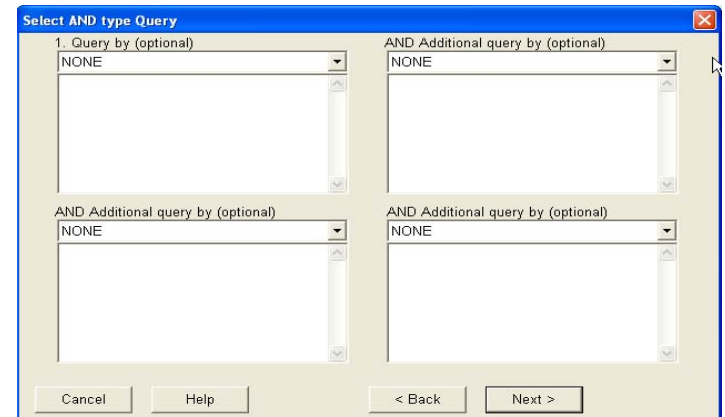 Select AND type Query
1. Query by (optional)
AND Additional query by (optional)
NONE
NONE
AND Additional query by (optional)
AND Additional query by (optional)
NONE
NONE
Cancel
Help
< Back
Next >